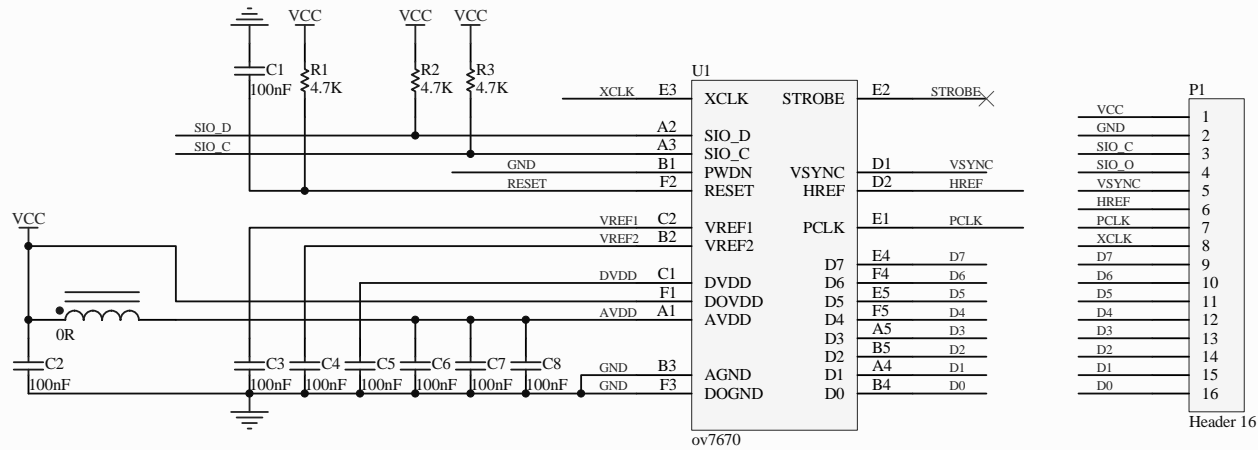 VCC VCC VCC
C1 R1 R2 R3
100nF 4.7K 4.7K 4.7K
U1
XCLK E3 XCLK STROBE E2 STROBE
SIO_D A2 SIO_D
SIO_C A3 SIO_C
GND B1 PWDN VSYNC D1 VSYNC
RESET F2 RESET HREF D2 HREF
VREF1 C2 VREF1 PCLK E1 PCLK
VREF2 B2 VREF2
D7 E4 D7
DVDD C1 DVDD D6 F4 D6
F1 DOVDD D5 E5 D5
AVDD A1 AVDD D4 F5 D4
D3 A5 D3
D2 B5 D2
GND B3 AGND D1 A4 D1
GND F3 DOGND D0 B4 D0
ov7670
VCC
0R
C2 C3 C4 C5 C6 C7 C8
100nF 100nF 100nF 100nF 100nF 100nF 100nF
P1
VCC 1
GND 2
SIO_C 3
SIO_O 4
VSYNC 5
HREF 6
PCLK 7
XCLK 8
D7 9
D6 10
D5 11
D4 12
D3 13
D2 14
D1 15
D0 16
Header 16